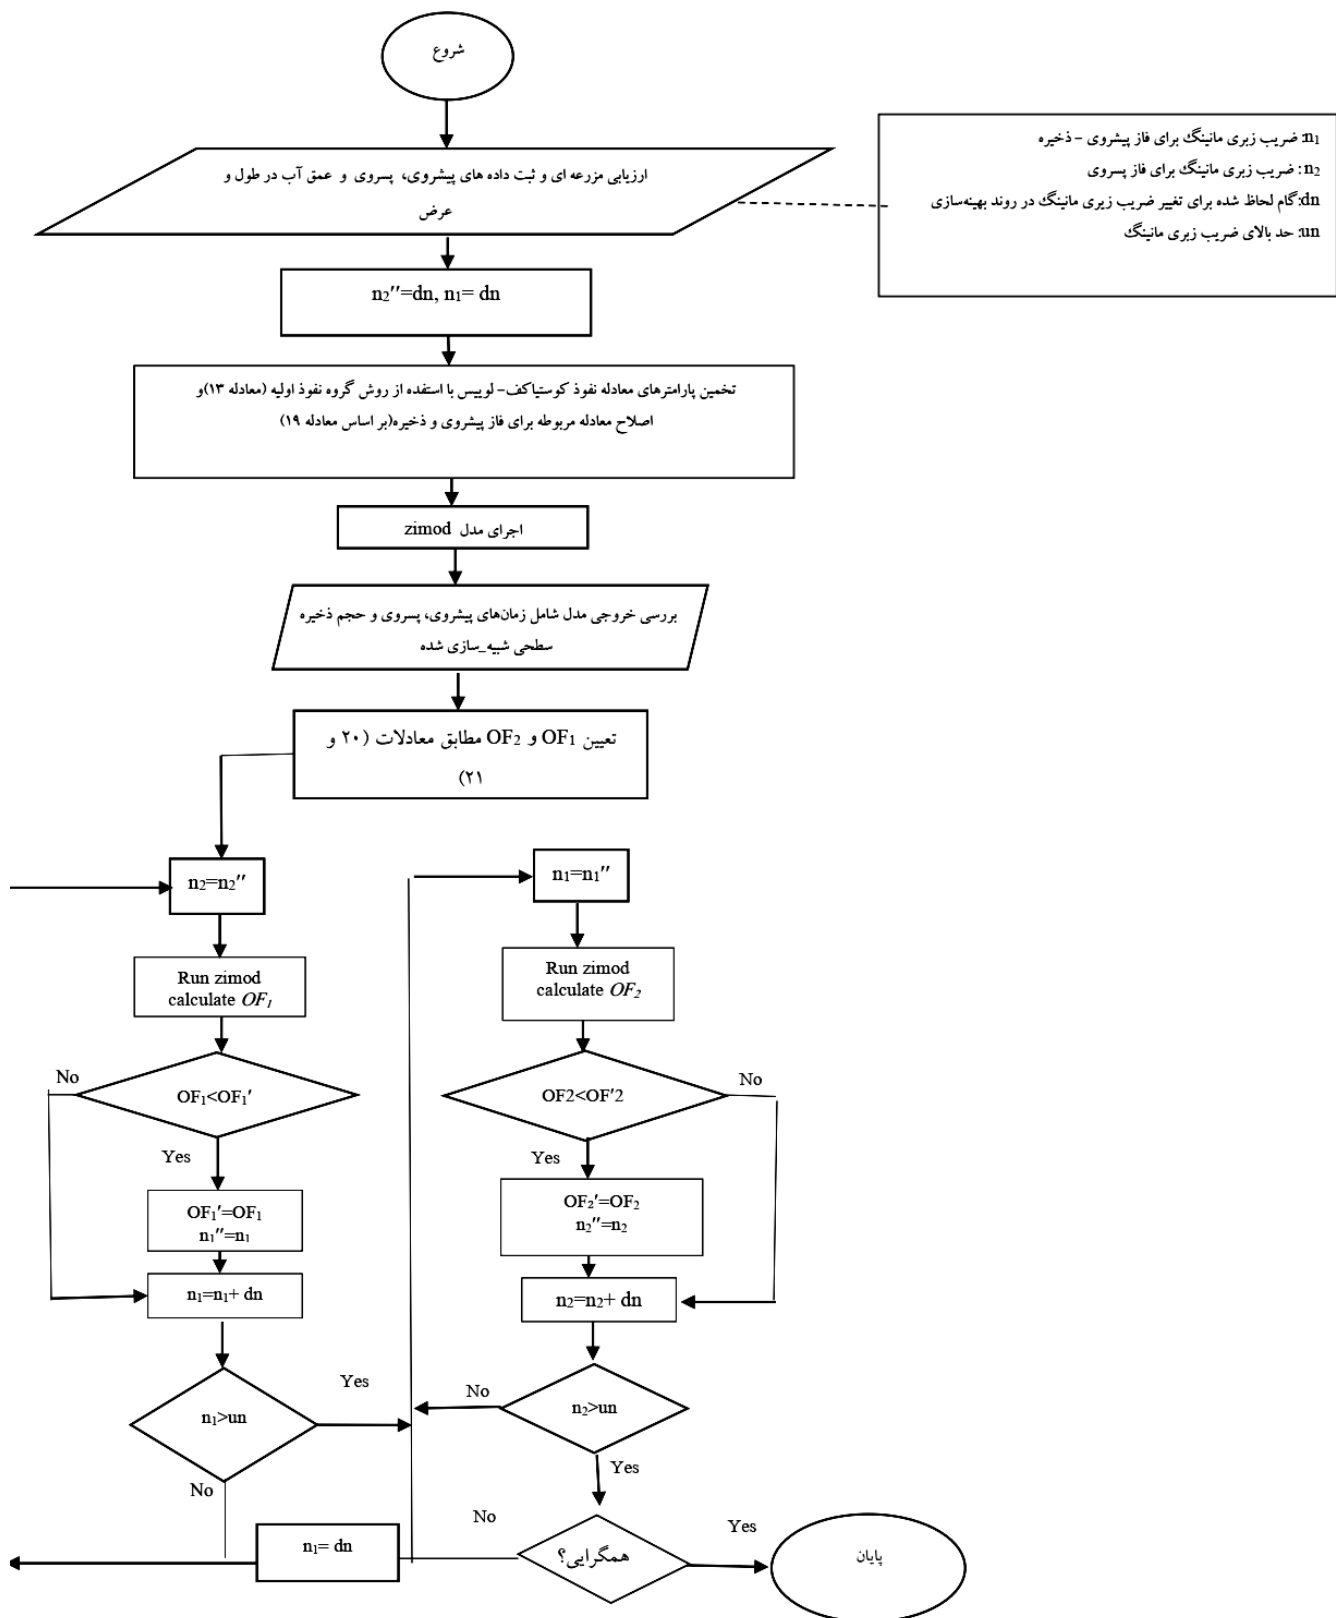 شروع
ارزیابی مزرعه ای و ثبت داده های پیشروی، پسروی و عمق آب در طول و
عرض
n₁: ضریب زبری مانینگ برای فاز پیشروی – ذخیره
n₂: ضریب زبری مانینگ برای فاز پسروی
dn:گام لحاظ شده برای تغییر ضریب زبری مانینگ در روند بهینه‌سازی
un: حد بالای ضریب زبری مانینگ
n₂′′=dn, n₁= dn
تخمین پارامترهای معادله نفوذ کوستیاکف- لوییس با استفده از روش گروه نفوذ اولیه (معادله ۱۳)و
اصلاح معادله مربوطه برای فاز پیشروی و ذخیره(بر اساس معادله ۱۹)
اجرای مدل zimod
بررسی خروجی مدل شامل زمان‌های پیشروی، پسروی و حجم ذخیره
سطحی شبیه_سازی شده
تعیین OF₁ و OF₂ مطابق معادلات (۲۰ و
۲۱)
n₂=n₂′′
Run zimod
calculate OF₁
No
OF₁<OF₁′
Yes
OF₁′=OF₁
n₁′′=n₁
n₁=n₁+ dn
n₁>un
Yes
No
n₁=n₁′′
Run zimod
calculate OF₂
OF2<OF′2
No
Yes
OF₂′=OF₂
n₂′′=n₂
n₂=n₂+ dn
n₂>un
No
Yes
همگرایی؟
No
n₁= dn
Yes
پایان